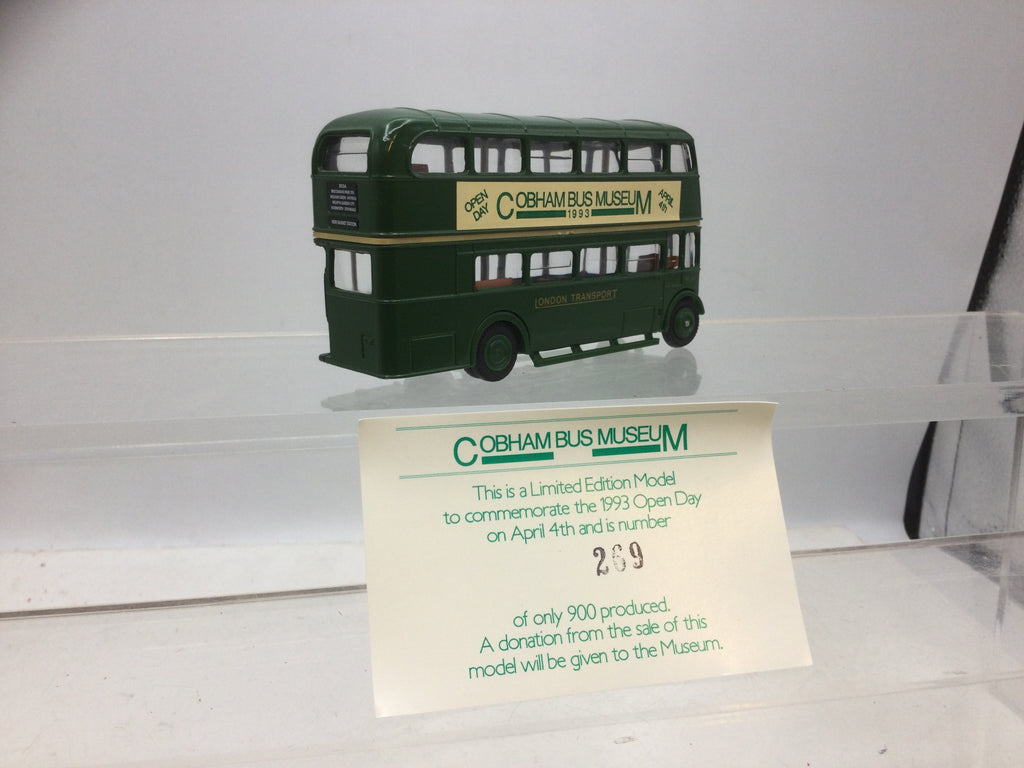 OPEN
DAY
COBHAM BUS MUSEUM
1993
APRIL
4th
LONDON TRANSPORT
COBHAM BUS MUSEUM
This is a Limited Edition Model
to commemorate the 1993 Open Day
on April 4th and is number
269
of only 900 produced.
A donation from the sale of this
model will be given to the Museum.